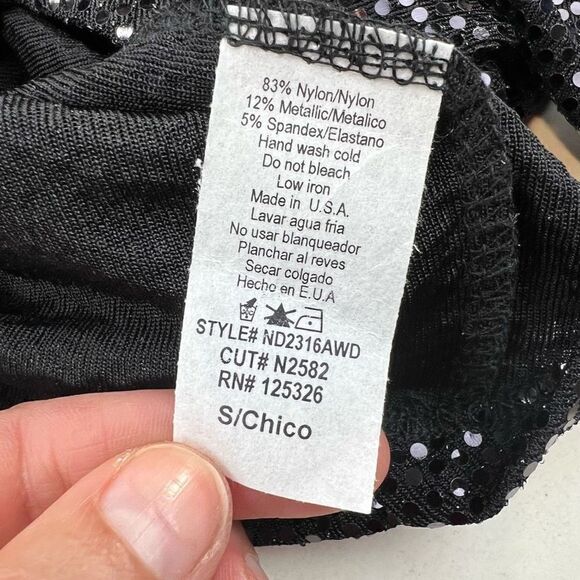 83% Nylon/Nylon
12% Metallic/Metalico
5% Spandex/Elastano
Hand wash cold
Do not bleach
Low iron
Made in U.S.A.
Lavar agua fria
No usar blanqueador
Planchar al reves
Secar colgado
Hecho en E.U.A
STYLE# ND2316AWD
CUT# N2582
RN# 125326
S/Chico